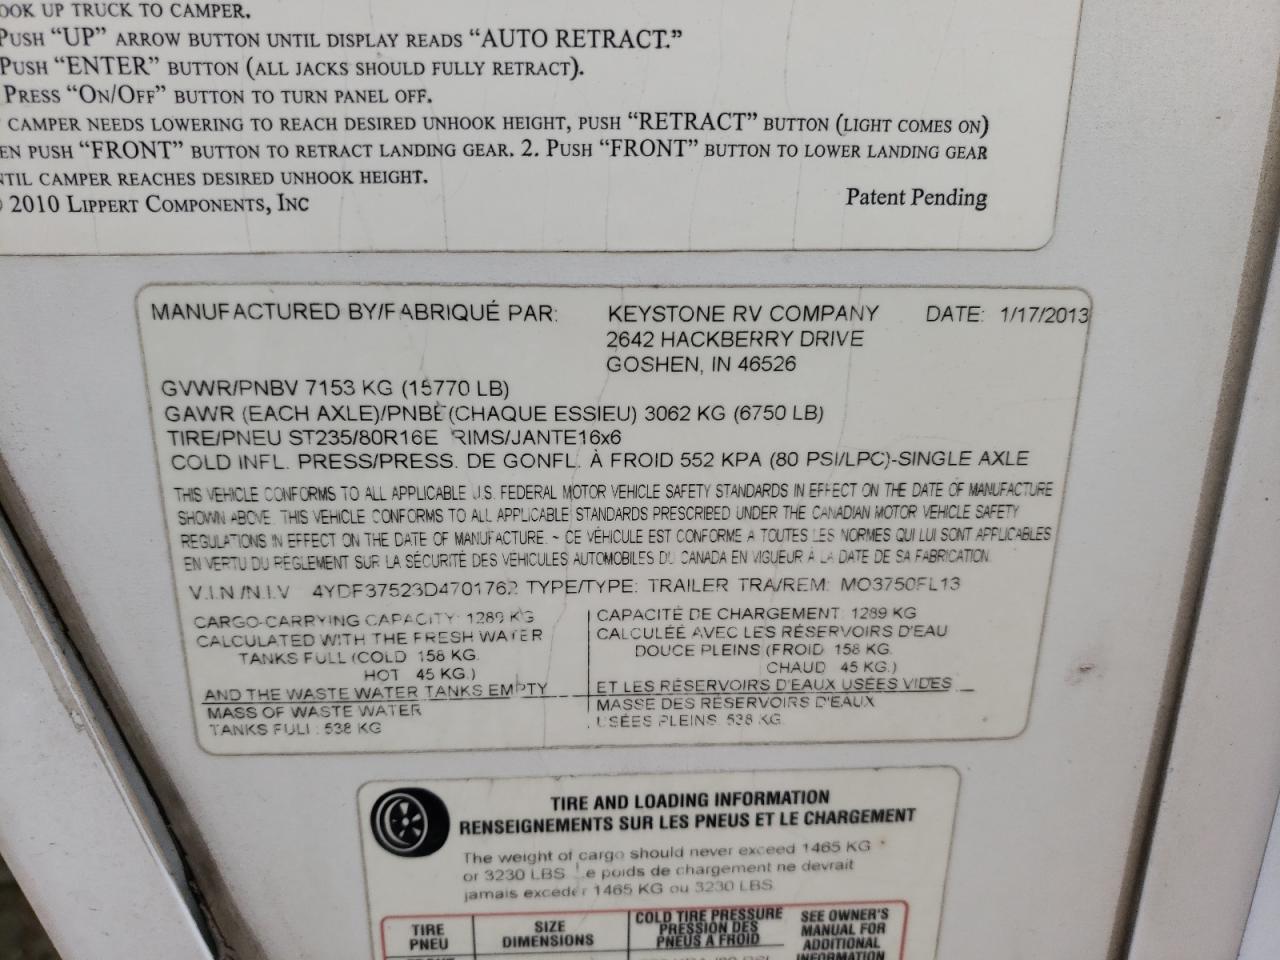 OOK UP TRUCK TO CAMPER.
PUSH “UP” ARROW BUTTON UNTIL DISPLAY READS “AUTO RETRACT.”
PUSH “ENTER” BUTTON (ALL JACKS SHOULD FULLY RETRACT).
PRESS “ON/OFF” BUTTON TO TURN PANEL OFF.
CAMPER NEEDS LOWERING TO REACH DESIRED UNHOOK HEIGHT, PUSH “RETRACT” BUTTON (LIGHT COMES ON)
EN PUSH “FRONT” BUTTON TO RETRACT LANDING GEAR. 2. PUSH “FRONT” BUTTON TO LOWER LANDING GEAR
NTIL CAMPER REACHES DESIRED UNHOOK HEIGHT.
© 2010 LIPPERT COMPONENTS, INC
Patent Pending
MANUFACTURED BY/FABRIQUÉ PAR: KEYSTONE RV COMPANY DATE: 1/17/2013
2642 HACKBERRY DRIVE
GOSHEN, IN 46526
GVWR/PNBV 7153 KG (15770 LB)
GAWR (EACH AXLE)/PNBE (CHAQUE ESSIEU) 3062 KG (6750 LB)
TIRE/PNEU ST235/80R16E RIMS/JANTE16x6
COLD INFL. PRESS/PRESS. DE GONFL. À FROID 552 KPA (80 PSI/LPC)-SINGLE AXLE
THIS VEHICLE CONFORMS TO ALL APPLICABLE U.S. FEDERAL MOTOR VEHICLE SAFETY STANDARDS IN EFFECT ON THE DATE OF MANUFACTURE
SHOWN ABOVE. THIS VEHICLE CONFORMS TO ALL APPLICABLE STANDARDS PRESCRIBED UNDER THE CANADIAN MOTOR VEHICLE SAFETY
REGULATIONS IN EFFECT ON THE DATE OF MANUFACTURE. ~ CE VÉHICULE EST CONFORME A TOUTES LES NORMES QUI LUI SONT APPLICABLES
EN VERTU DU RÈGLEMENT SUR LA SÉCURITÉ DES VÉHICULES AUTOMOBILES DU CANADA EN VIGUEUR À LA DATE DE SA FABRICATION.
V.I.N./N.I.V 4YDF37523D4701762 TYPE/TYPE: TRAILER TRA/REM: MO3750FL13
CARGO-CARRYING CAPACITY: 1289 KG
CALCULATED WITH THE FRESH WATER
TANKS FULL (COLD 158 KG.
HOT 45 KG.)
AND THE WASTE WATER TANKS EMPTY
MASS OF WASTE WATER
TANKS FULL: 538 KG
CAPACITÉ DE CHARGEMENT: 1289 KG
CALCULÉE AVEC LES RÉSERVOIRS D'EAU
DOUCE PLEINS (FROID 158 KG.
CHAUD 45 KG.)
ET LES RÉSERVOIRS D'EAUX USÉES VIDES
MASSE DES RÉSERVOIRS D'EAUX
USÉES PLEINS: 538 KG.
TIRE AND LOADING INFORMATION
RENSEIGNEMENTS SUR LES PNEUS ET LE CHARGEMENT
The weight of cargo should never exceed 1465 KG
or 3230 LBS Le poids de chargement ne devrait
jamais exceder 1465 KG ou 3230 LBS
TIRE
PNEU
SIZE
DIMENSIONS
COLD TIRE PRESSURE
PRESSION DES
PNEUS A FROID
SEE OWNER'S
MANUAL FOR
ADDITIONAL
INFORMATION